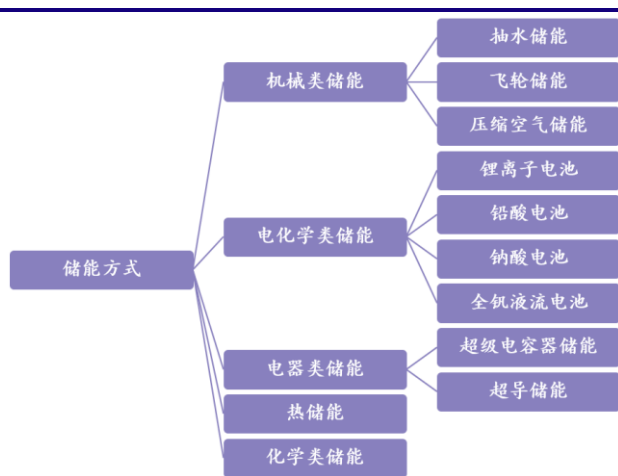 抽水储能
机械类储能
飞轮储能
压缩空气储能
锂离子电池
铅酸电池
电化学类储能
钠酸电池
储能方式
全钒液流电池
超级电容器储能
电器类储能
超导储能
热储能
化学类储能